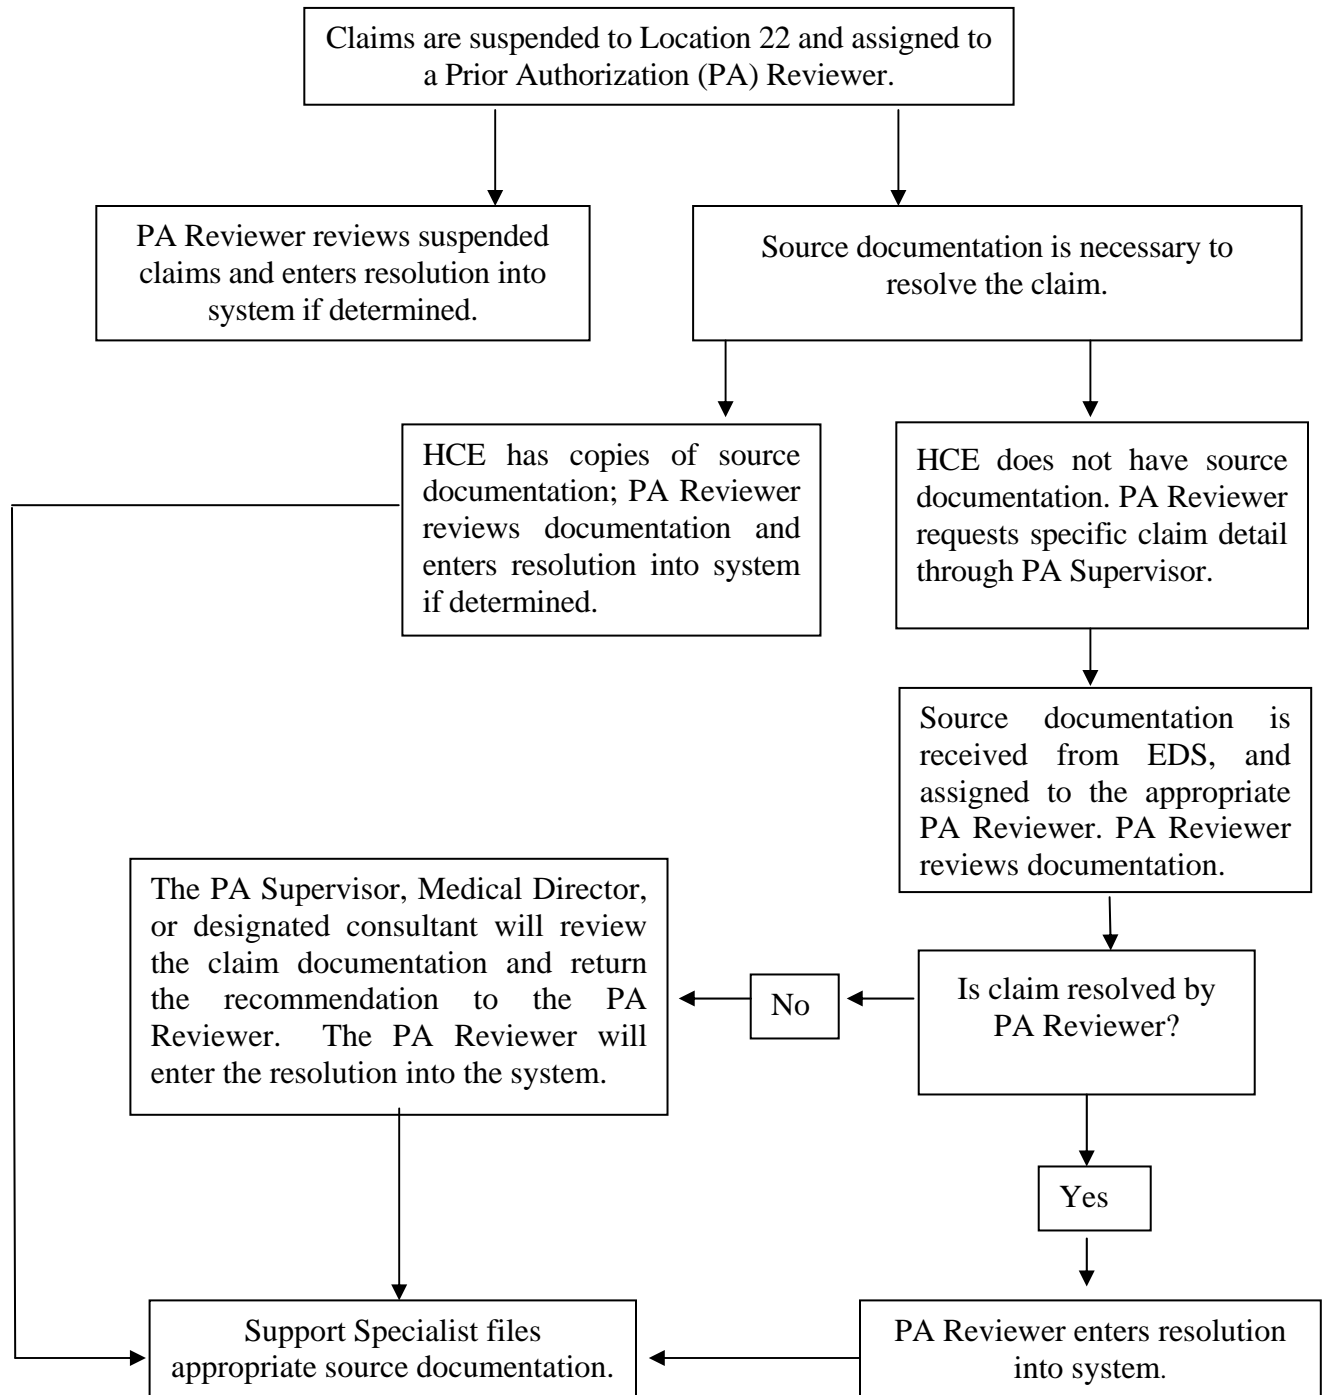 Claims are suspended to Location 22 and assigned to
a Prior Authorization (PA) Reviewer.
PA Reviewer reviews suspended
claims and enters resolution into
system if determined.
Source documentation is necessary to
resolve the claim.
HCE has copies of source
documentation; PA Reviewer
reviews documentation and
enters resolution into system
if determined.
HCE does not have source
documentation. PA Reviewer
requests specific claim detail
through PA Supervisor.
Source documentation is
received from EDS, and
assigned to the appropriate
PA Reviewer. PA Reviewer
reviews documentation.
The PA Supervisor, Medical Director,
or designated consultant will review
the claim documentation and return
the recommendation to the PA
Reviewer. The PA Reviewer will
enter the resolution into the system.
No
Is claim resolved by
PA Reviewer?
Yes
Support Specialist files
appropriate source documentation.
PA Reviewer enters resolution
into system.